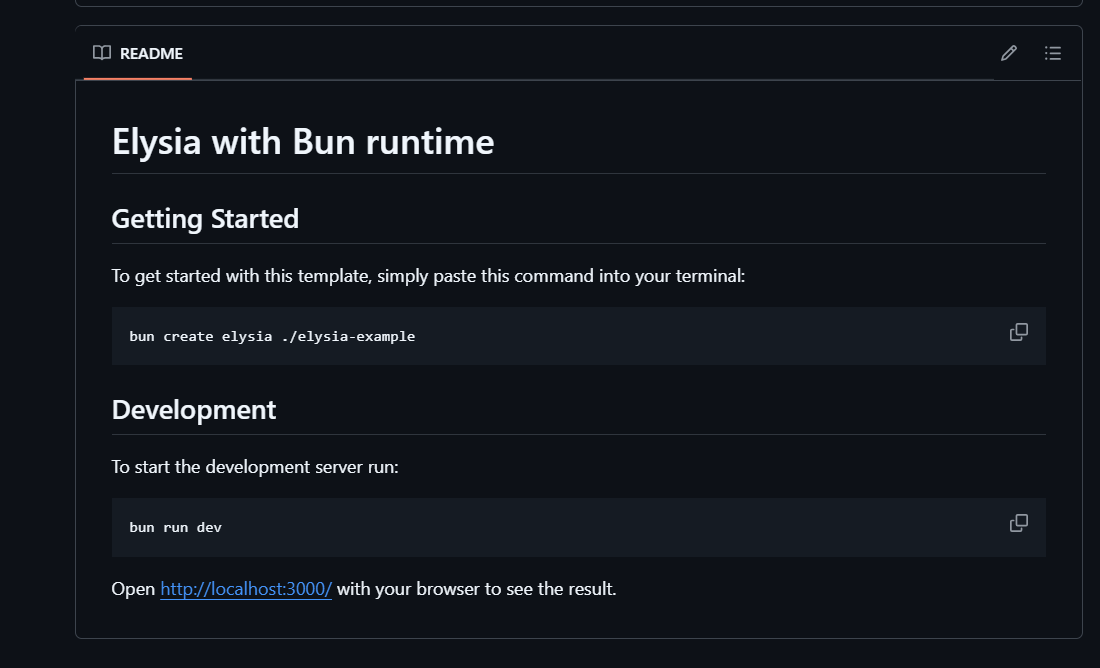 README
Elysia with Bun runtime
Getting Started
To get started with this template, simply paste this command into your terminal:
bun create elysia ./elysia-example
Development
To start the development server run:
bun run dev
Open http://localhost:3000/ with your browser to see the result.